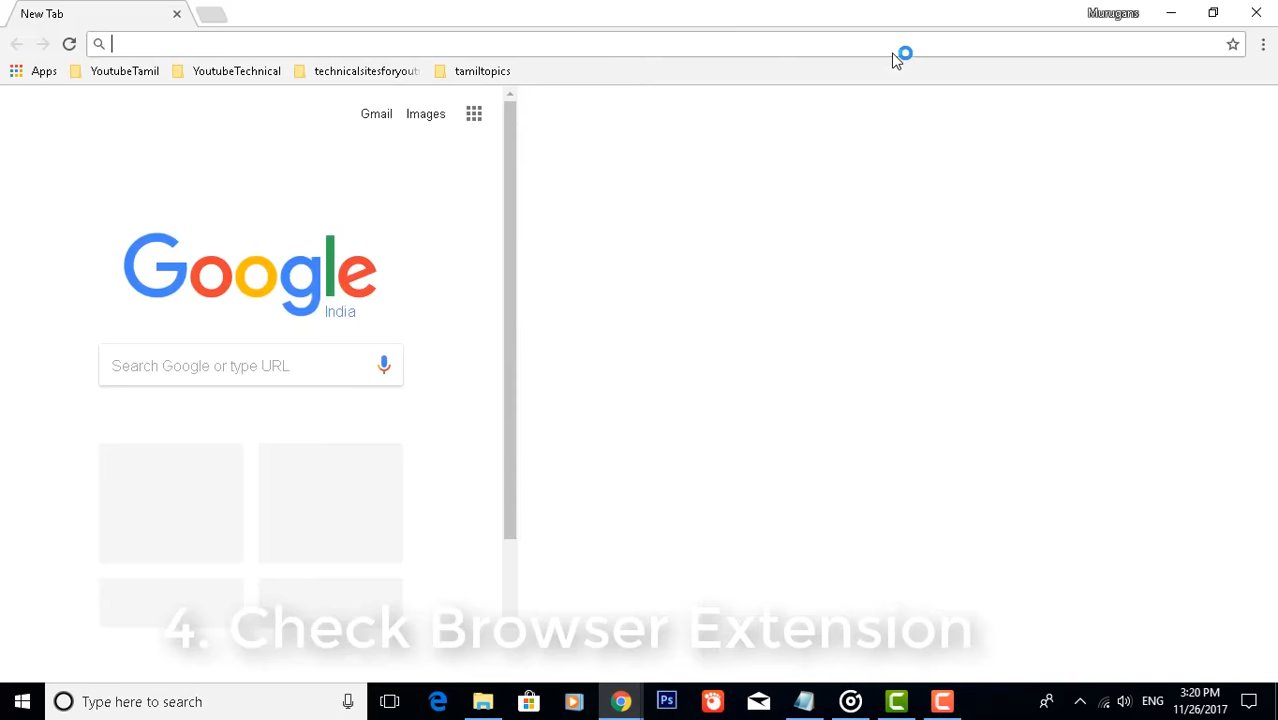 New Tab
Murugans
Apps YoutubeTamil YoutubeTechnical technicalsitesforyout tamiltopics
Gmail Images
Google
India
Search Google or type URL
4. Check Browser Extension
Type here to search
Ps
ENG
3:20 PM
11/26/2017